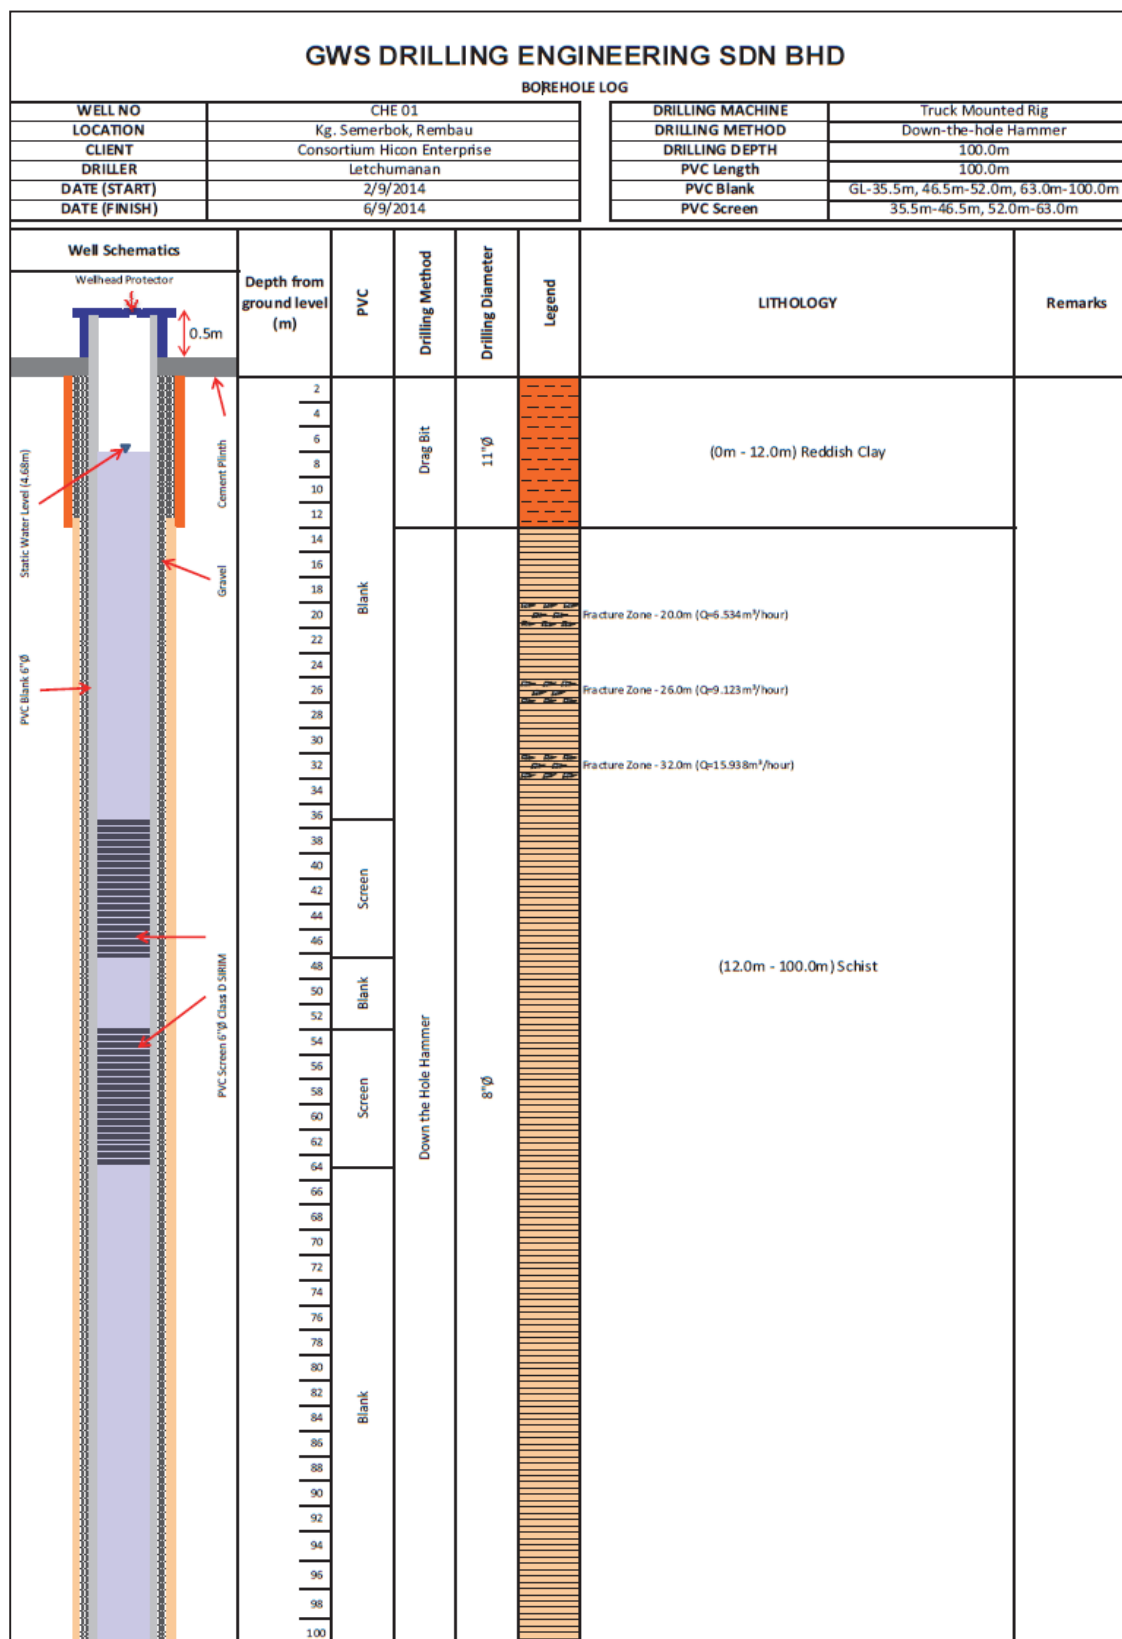 GWS DRILLING ENGINEERING SDN BHD
BOREHOLE LOG
WELL NO CHE 01
LOCATION Kg. Semerbok, Rembau
CLIENT Consortium Hicon Enterprise
DRILLER Letchumanan
DATE (START) 2/9/2014
DATE (FINISH) 6/9/2014
DRILLING MACHINE Truck Mounted Rig
DRILLING METHOD Down-the-hole Hammer
DRILLING DEPTH 100.0m
PVC Length 100.0m
PVC Blank GL-35.5m, 46.5m-52.0m, 63.0m-100.0m
PVC Screen 35.5m-46.5m, 52.0m-63.0m
Well Schematics
Depth from
ground level
(m)
PVC
Drilling Method
Drilling Diameter
Legend
LITHOLOGY
Remarks
Wellhead Protector
0.5m
Static Water Level (4.68m)
Cement Plinth
Gravel
PVC Blank 6"Ø
PVC Screen 6"Ø Class D SIRIM
2
4
6
8
10
12
14
16
18
20
22
24
26
28
30
32
34
36
38
40
42
44
46
48
50
52
54
56
58
60
62
64
66
68
70
72
74
76
78
80
82
84
86
88
90
92
94
96
98
100
Blank
Screen
Blank
Screen
Blank
Drag Bit
Down the Hole Hammer
11"Ø
8"Ø
(0m - 12.0m) Reddish Clay
Fracture Zone - 20.0m (Q=6.534m³/hour)
Fracture Zone - 26.0m (Q=9.123m³/hour)
Fracture Zone - 32.0m (Q=15.938m³/hour)
(12.0m - 100.0m) Schist